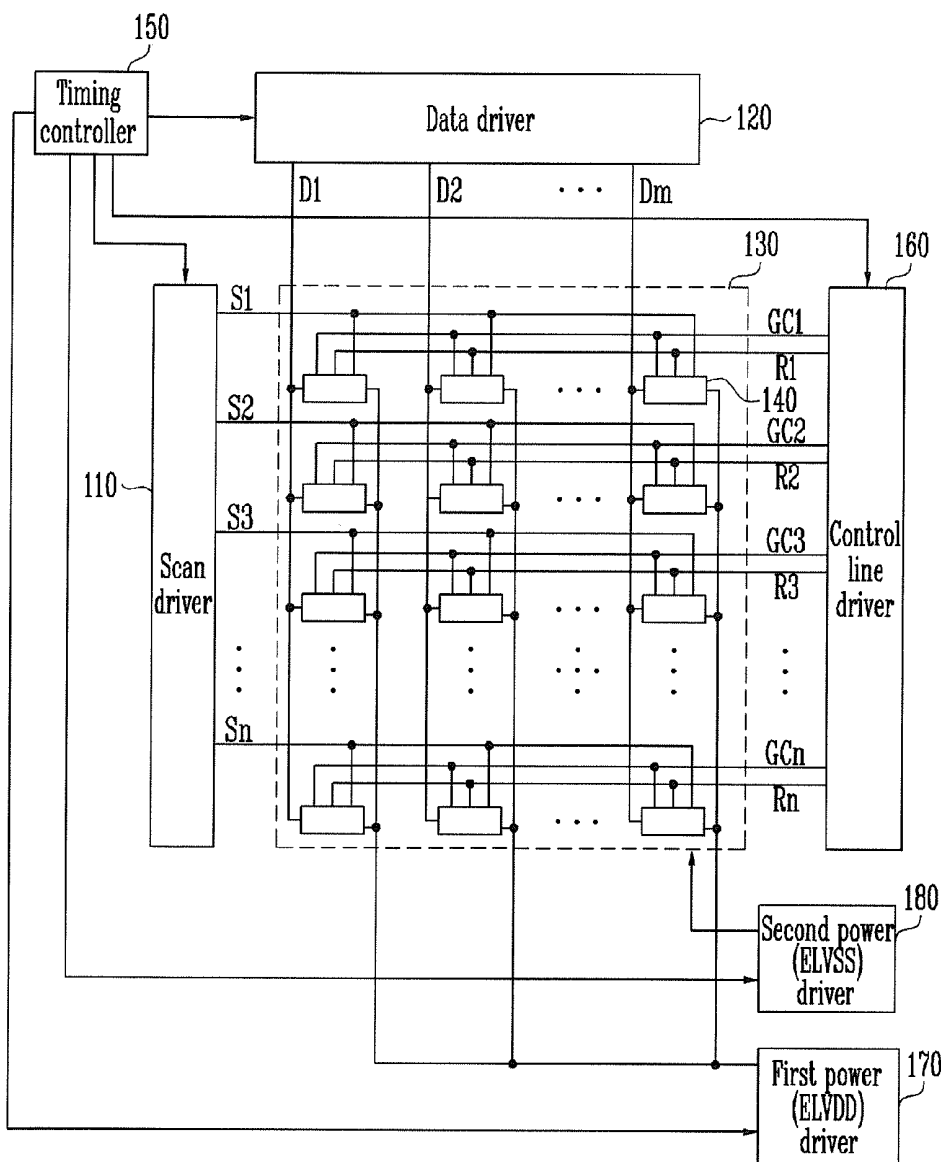 150
Timing
controller
Data driver
120
D1
D2
· · ·
Dm
130
160
S1
GC1
R1
140
S2
GC2
R2
110
S3
GC3
R3
Scan
driver
Control
line
driver
Sn
GCn
Rn
180
Second power
(ELVSS)
driver
170
First power
(ELVDD)
driver